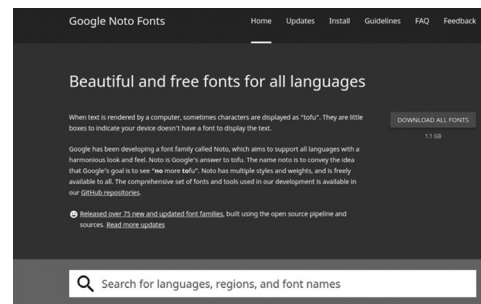 Google Noto Fonts
Home Updates Install Guidelines FAQ Feedback
Beautiful and free fonts for all languages
When text is rendered by a computer, sometimes characters are displayed as “tofu”. They are little
boxes to indicate your device doesn’t have a font to display the text.
DOWNLOAD ALL FONTS
1.1 GB
Google has been developing a font family called Noto, which aims to support all languages with a
harmonious look and feel. Noto is Google’s answer to tofu. The name noto is to convey the idea
that Google’s goal is to see “no more tofu”. Noto has multiple styles and weights, and is freely
available to all. The comprehensive set of fonts and tools used in our development is available in
our GitHub repositories.
Released over 75 new and updated font families, built using the open source pipeline and
sources. Read more updates
Search for languages, regions, and font names